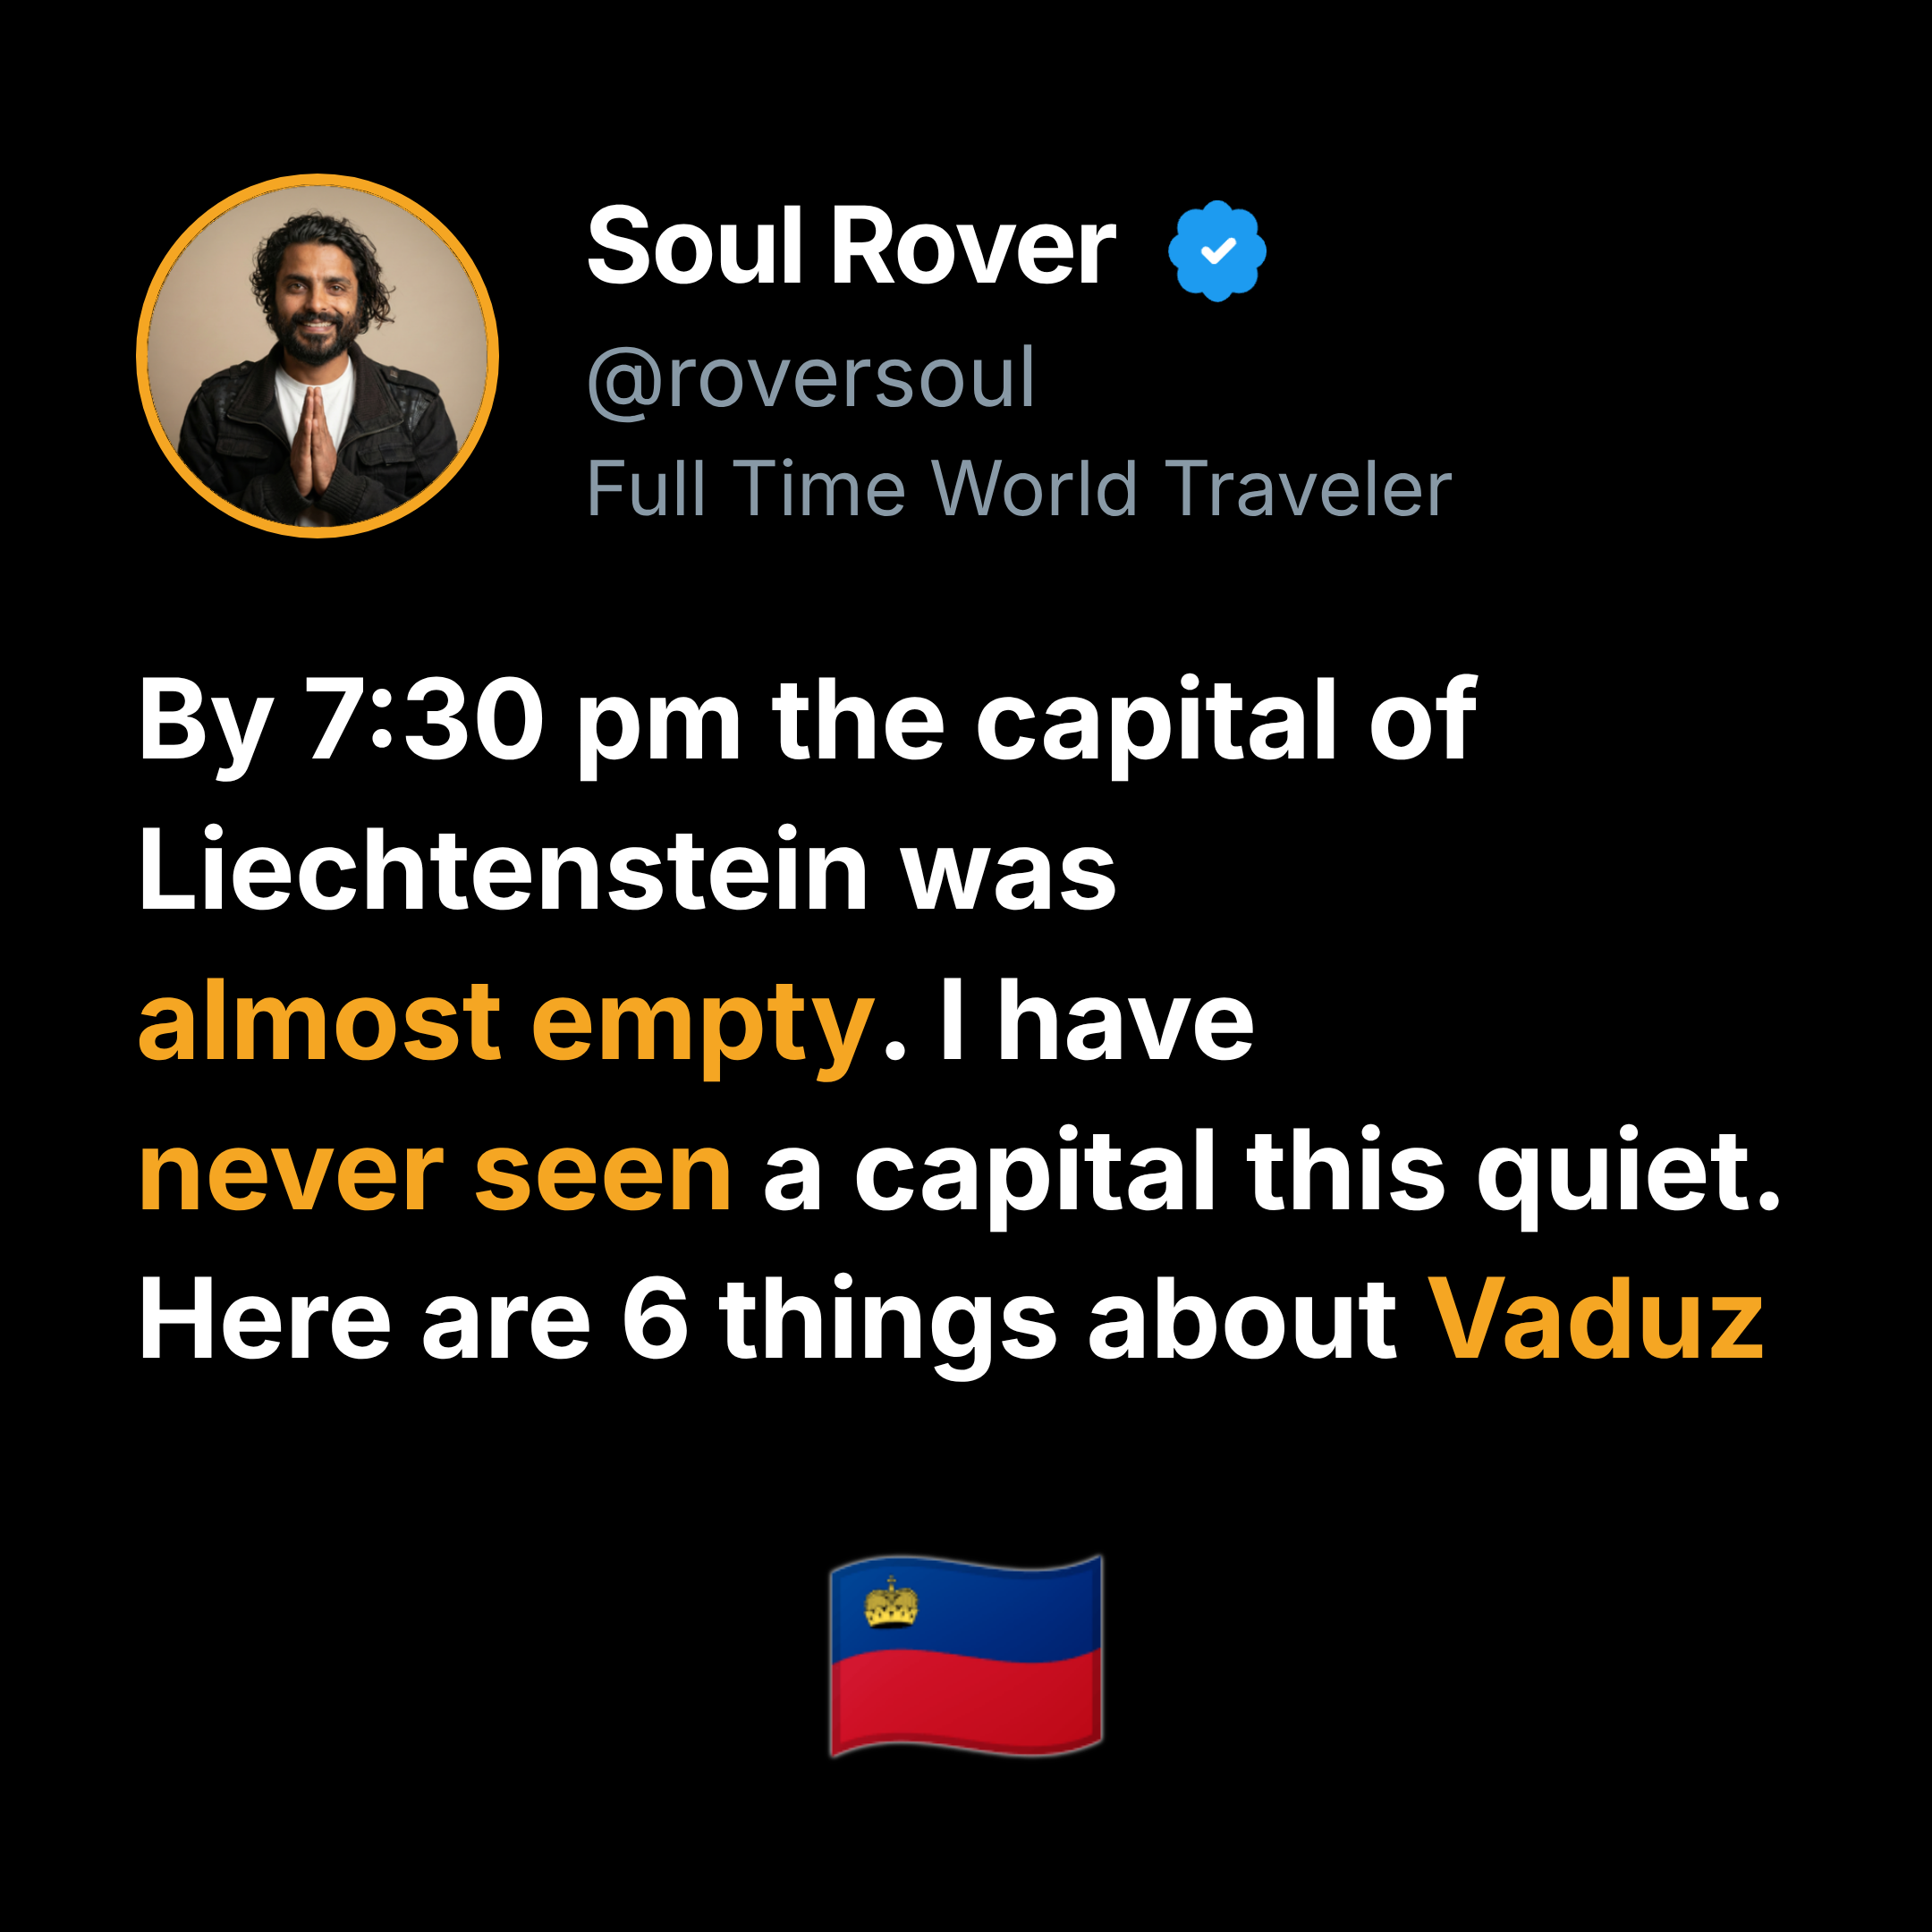 Soul Rover
@roversoul
Full Time World Traveler
By 7:30 pm the capital of
Liechtenstein was
almost empty. I have
never seen a capital this quiet.
Here are 6 things about Vaduz